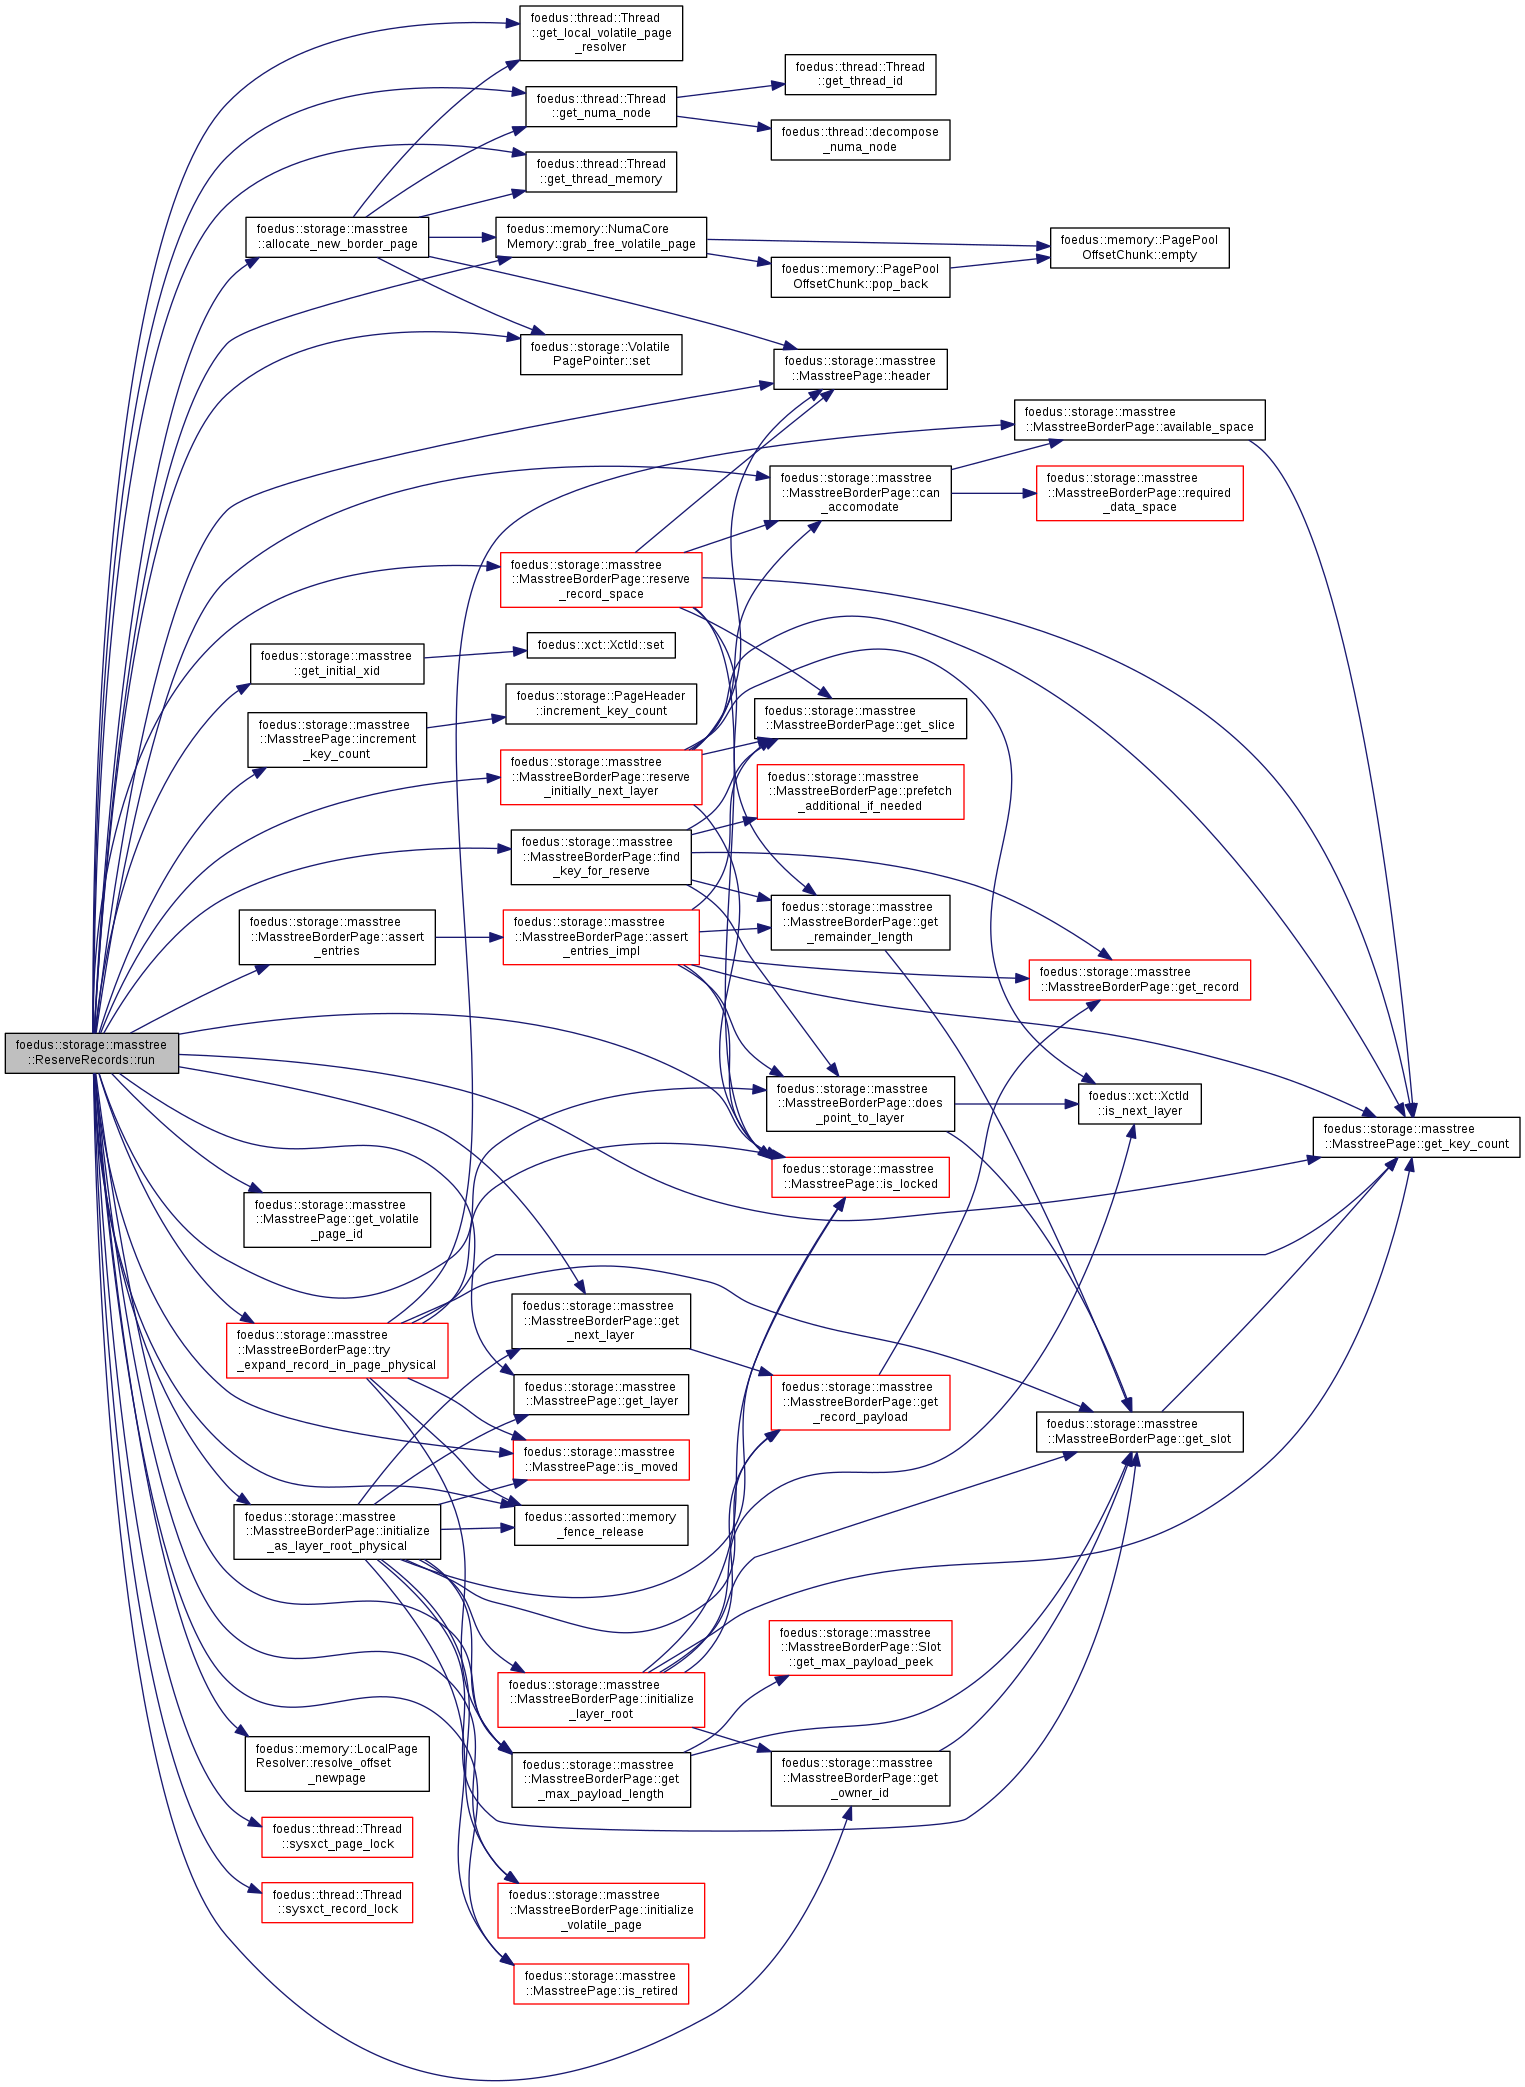 foedus::thread::Thread
::get_local_volatile_page
_resolver
foedus::thread::Thread
::get_thread_id
foedus::thread::Thread
::get_numa_node
foedus::thread::decompose
_numa_node
foedus::thread::Thread
::get_thread_memory
foedus::storage::masstree
::allocate_new_border_page
foedus::memory::NumaCore
Memory::grab_free_volatile_page
foedus::memory::PagePool
OffsetChunk::empty
foedus::memory::PagePool
OffsetChunk::pop_back
foedus::storage::Volatile
PagePointer::set
foedus::storage::masstree
::MasstreePage::header
foedus::storage::masstree
::MasstreeBorderPage::available_space
foedus::storage::masstree
::MasstreeBorderPage::can
_accomodate
foedus::storage::masstree
::MasstreeBorderPage::required
_data_space
foedus::storage::masstree
::MasstreeBorderPage::reserve
_record_space
foedus::storage::masstree
::get_initial_xid
foedus::xct::XctId::set
foedus::storage::PageHeader
::increment_key_count
foedus::storage::masstree
::MasstreePage::increment
_key_count
foedus::storage::masstree
::MasstreeBorderPage::get_slice
foedus::storage::masstree
::MasstreeBorderPage::reserve
_initially_next_layer
foedus::storage::masstree
::MasstreeBorderPage::prefetch
_additional_if_needed
foedus::storage::masstree
::MasstreeBorderPage::find
_key_for_reserve
foedus::storage::masstree
::MasstreeBorderPage::assert
_entries
foedus::storage::masstree
::MasstreeBorderPage::assert
_entries_impl
foedus::storage::masstree
::MasstreeBorderPage::get
_remainder_length
foedus::storage::masstree
::MasstreeBorderPage::get_record
foedus::storage::masstree
::ReserveRecords::run
foedus::storage::masstree
::MasstreeBorderPage::does
_point_to_layer
foedus::xct::XctId
::is_next_layer
foedus::storage::masstree
::MasstreePage::get_key_count
foedus::storage::masstree
::MasstreePage::is_locked
foedus::storage::masstree
::MasstreePage::get_volatile
_page_id
foedus::storage::masstree
::MasstreeBorderPage::get
_next_layer
foedus::storage::masstree
::MasstreeBorderPage::try
_expand_record_in_page_physical
foedus::storage::masstree
::MasstreePage::get_layer
foedus::storage::masstree
::MasstreeBorderPage::get
_record_payload
foedus::storage::masstree
::MasstreeBorderPage::get_slot
foedus::storage::masstree
::MasstreePage::is_moved
foedus::storage::masstree
::MasstreeBorderPage::initialize
_as_layer_root_physical
foedus::assorted::memory
_fence_release
foedus::storage::masstree
::MasstreeBorderPage::Slot
::get_max_payload_peek
foedus::storage::masstree
::MasstreeBorderPage::initialize
_layer_root
foedus::memory::LocalPage
Resolver::resolve_offset
_newpage
foedus::storage::masstree
::MasstreeBorderPage::get
_max_payload_length
foedus::storage::masstree
::MasstreeBorderPage::get
_owner_id
foedus::thread::Thread
::sysxct_page_lock
foedus::thread::Thread
::sysxct_record_lock
foedus::storage::masstree
::MasstreeBorderPage::initialize
_volatile_page
foedus::storage::masstree
::MasstreePage::is_retired